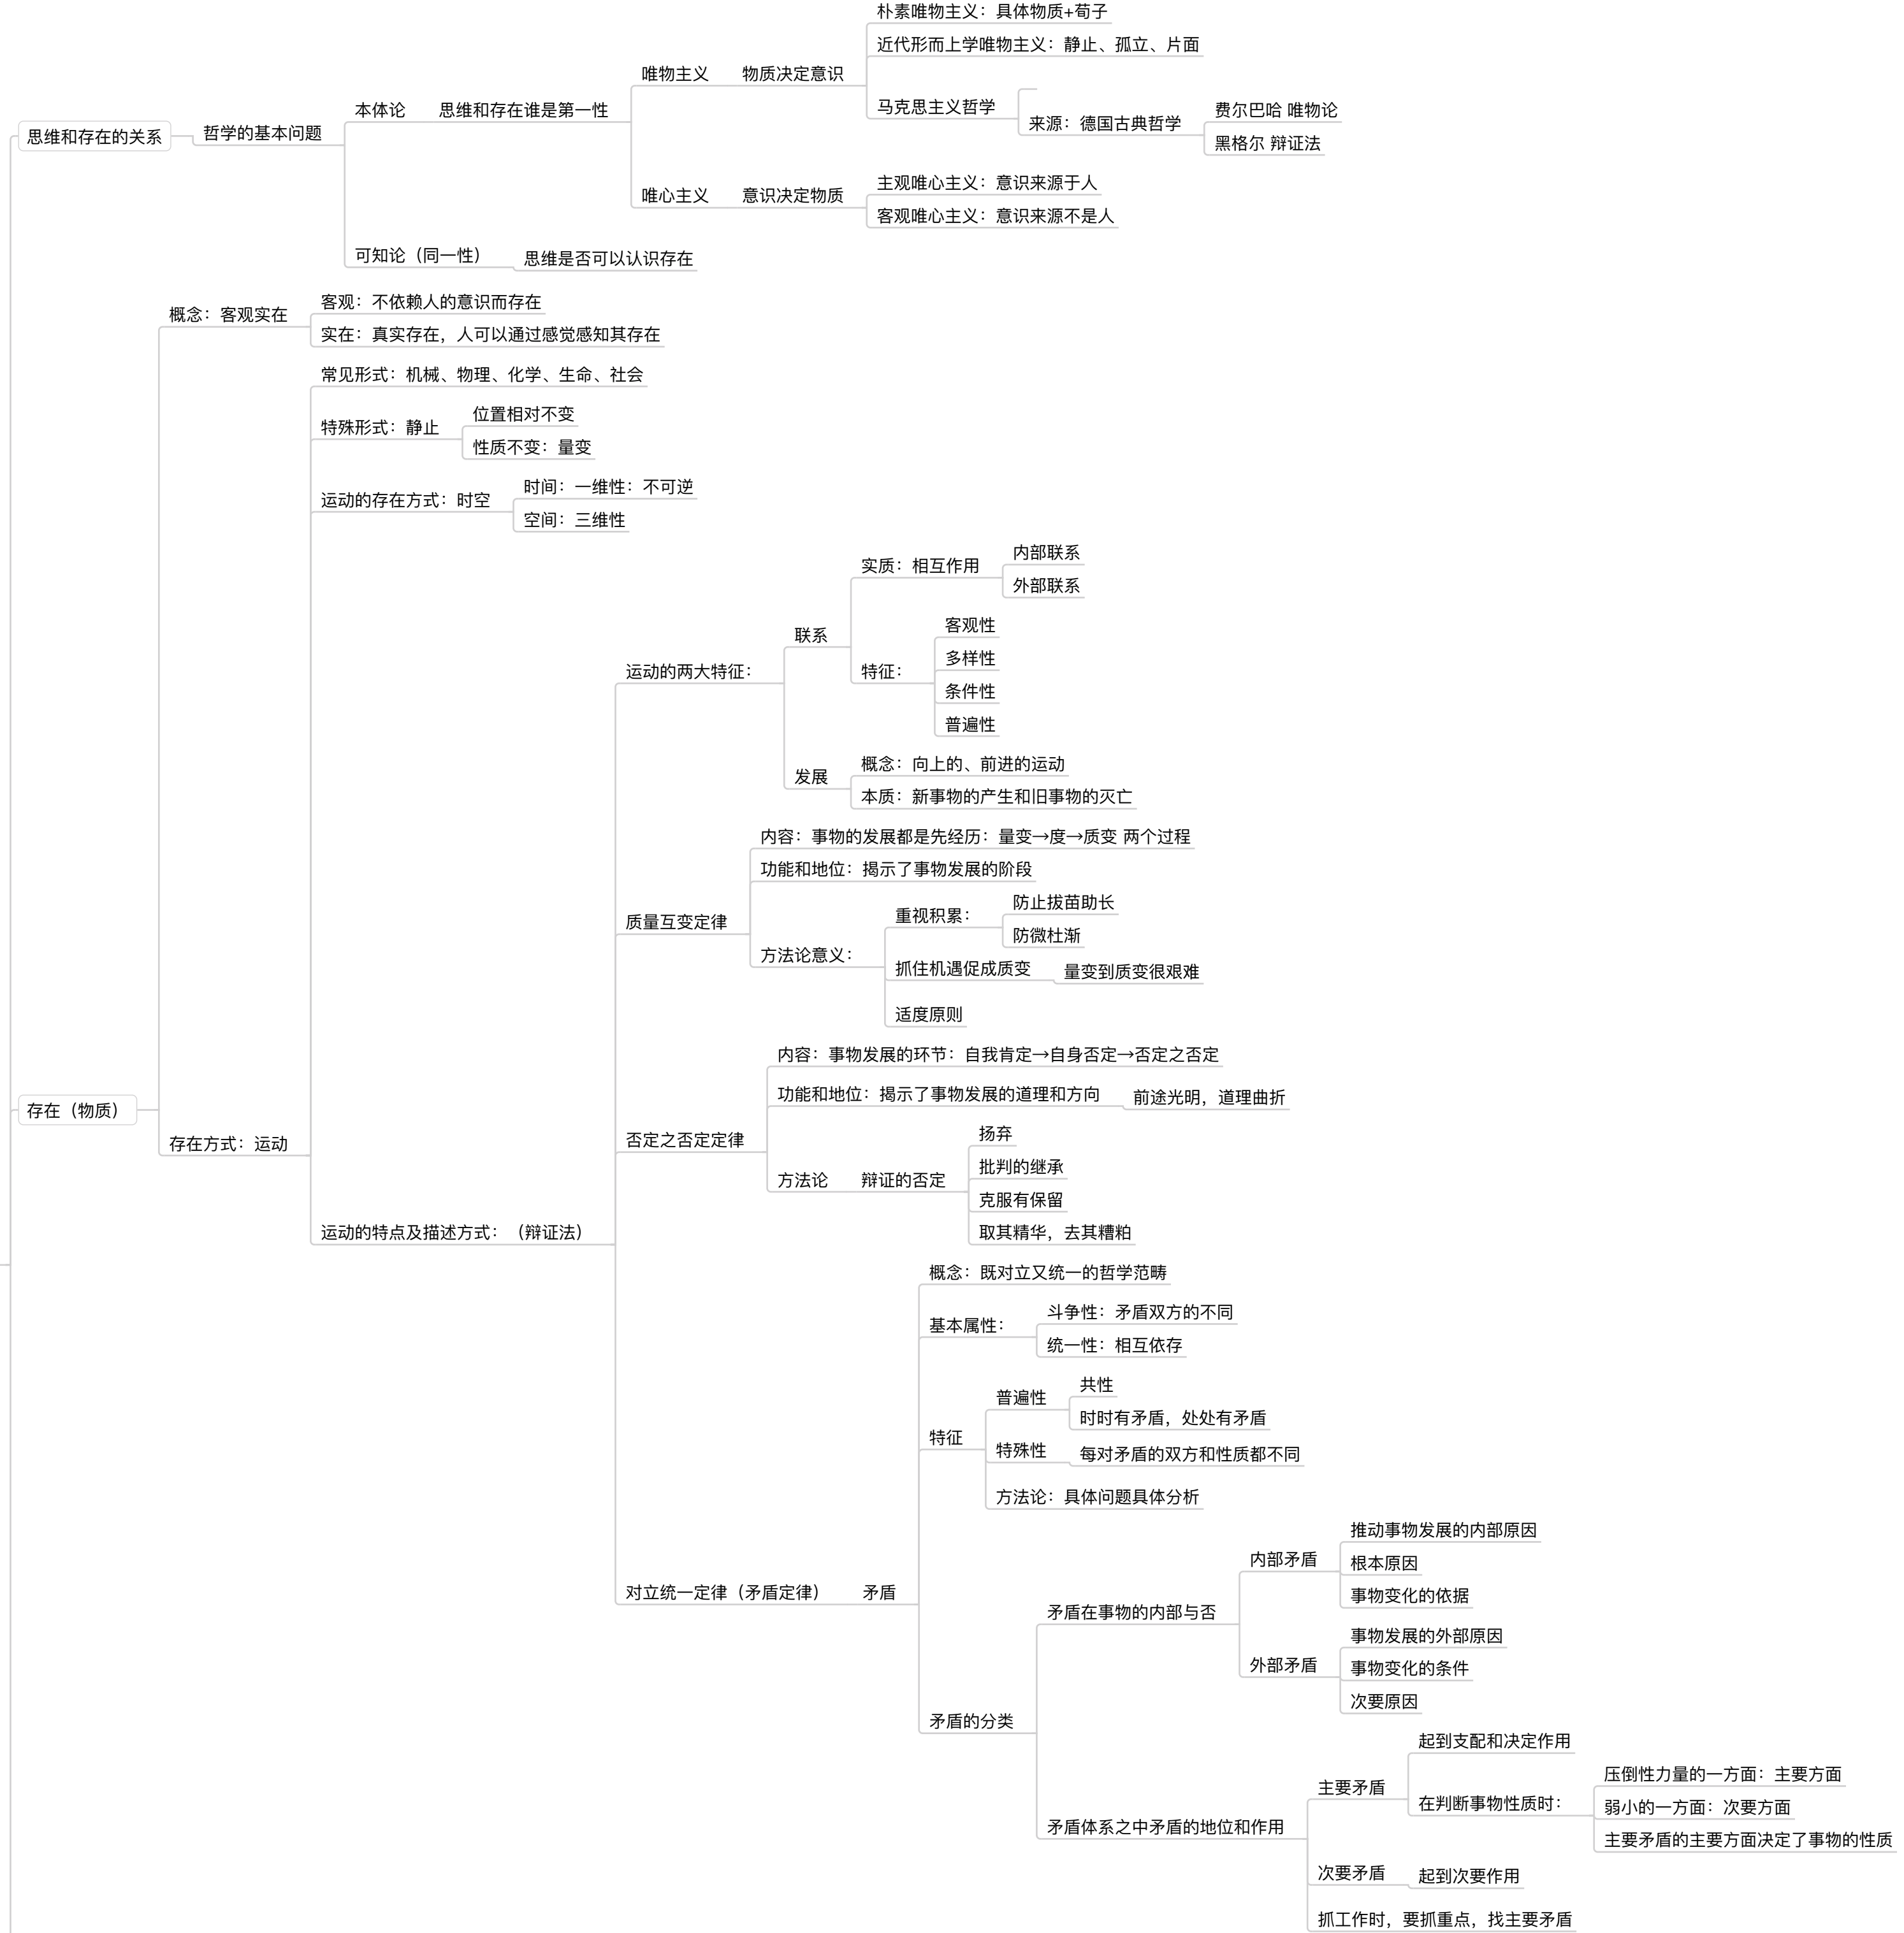 思维和存在的关系
哲学的基本问题
本体论
思维和存在谁是第一性
唯物主义
物质决定意识
朴素唯物主义：具体物质+荀子
近代形而上学唯物主义：静止、孤立、片面
马克思主义哲学
来源：德国古典哲学
费尔巴哈 唯物论
黑格尔 辩证法
唯心主义
意识决定物质
主观唯心主义：意识来源于人
客观唯心主义：意识来源不是人
可知论（同一性）
思维是否可以认识存在
存在（物质）
概念：客观实在
客观：不依赖人的意识而存在
实在：真实存在，人可以通过感觉感知其存在
存在方式：运动
常见形式：机械、物理、化学、生命、社会
特殊形式：静止
位置相对不变
性质不变：量变
运动的存在方式：时空
时间：一维性：不可逆
空间：三维性
运动的特点及描述方式：（辩证法）
运动的两大特征：
联系
实质：相互作用
内部联系
外部联系
特征：
客观性
多样性
条件性
普遍性
发展
概念：向上的、前进的运动
本质：新事物的产生和旧事物的灭亡
质量互变定律
内容：事物的发展都是先经历：量变→度→质变 两个过程
功能和地位：揭示了事物发展的阶段
方法论意义：
重视积累：
防止拔苗助长
防微杜渐
抓住机遇促成质变
量变到质变很艰难
适度原则
否定之否定定律
内容：事物发展的环节：自我肯定→自身否定→否定之否定
功能和地位：揭示了事物发展的道理和方向
前途光明，道理曲折
方法论
辩证的否定
扬弃
批判的继承
克服有保留
取其精华，去其糟粕
对立统一定律（矛盾定律）
矛盾
概念：既对立又统一的哲学范畴
基本属性：
斗争性：矛盾双方的不同
统一性：相互依存
特征
普遍性
共性
时时有矛盾，处处有矛盾
特殊性
每对矛盾的双方和性质都不同
方法论：具体问题具体分析
矛盾的分类
矛盾在事物的内部与否
内部矛盾
推动事物发展的内部原因
根本原因
事物变化的依据
外部矛盾
事物发展的外部原因
事物变化的条件
次要原因
矛盾体系之中矛盾的地位和作用
主要矛盾
起到支配和决定作用
在判断事物性质时：
压倒性力量的一方面：主要方面
弱小的一方面：次要方面
主要矛盾的主要方面决定了事物的性质
次要矛盾
起到次要作用
抓工作时，要抓重点，找主要矛盾